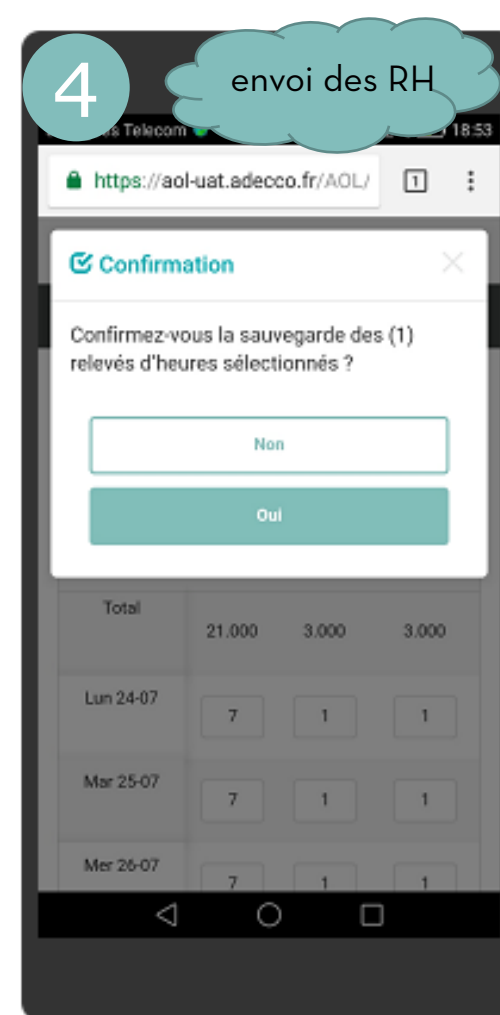 4
envoi des RH
s Telecom
18:53
https://aol-uat.adecco.fr/AOL/
1
Confirmation
Confirmez-vous la sauvegarde des (1)
relevés d'heures sélectionnés ?
Non
Oui
Total 21.000 3.000 3.000
Lun 24-07 7 1 1
Mar 25-07 7 1 1
Mer 26-07 7 1 1